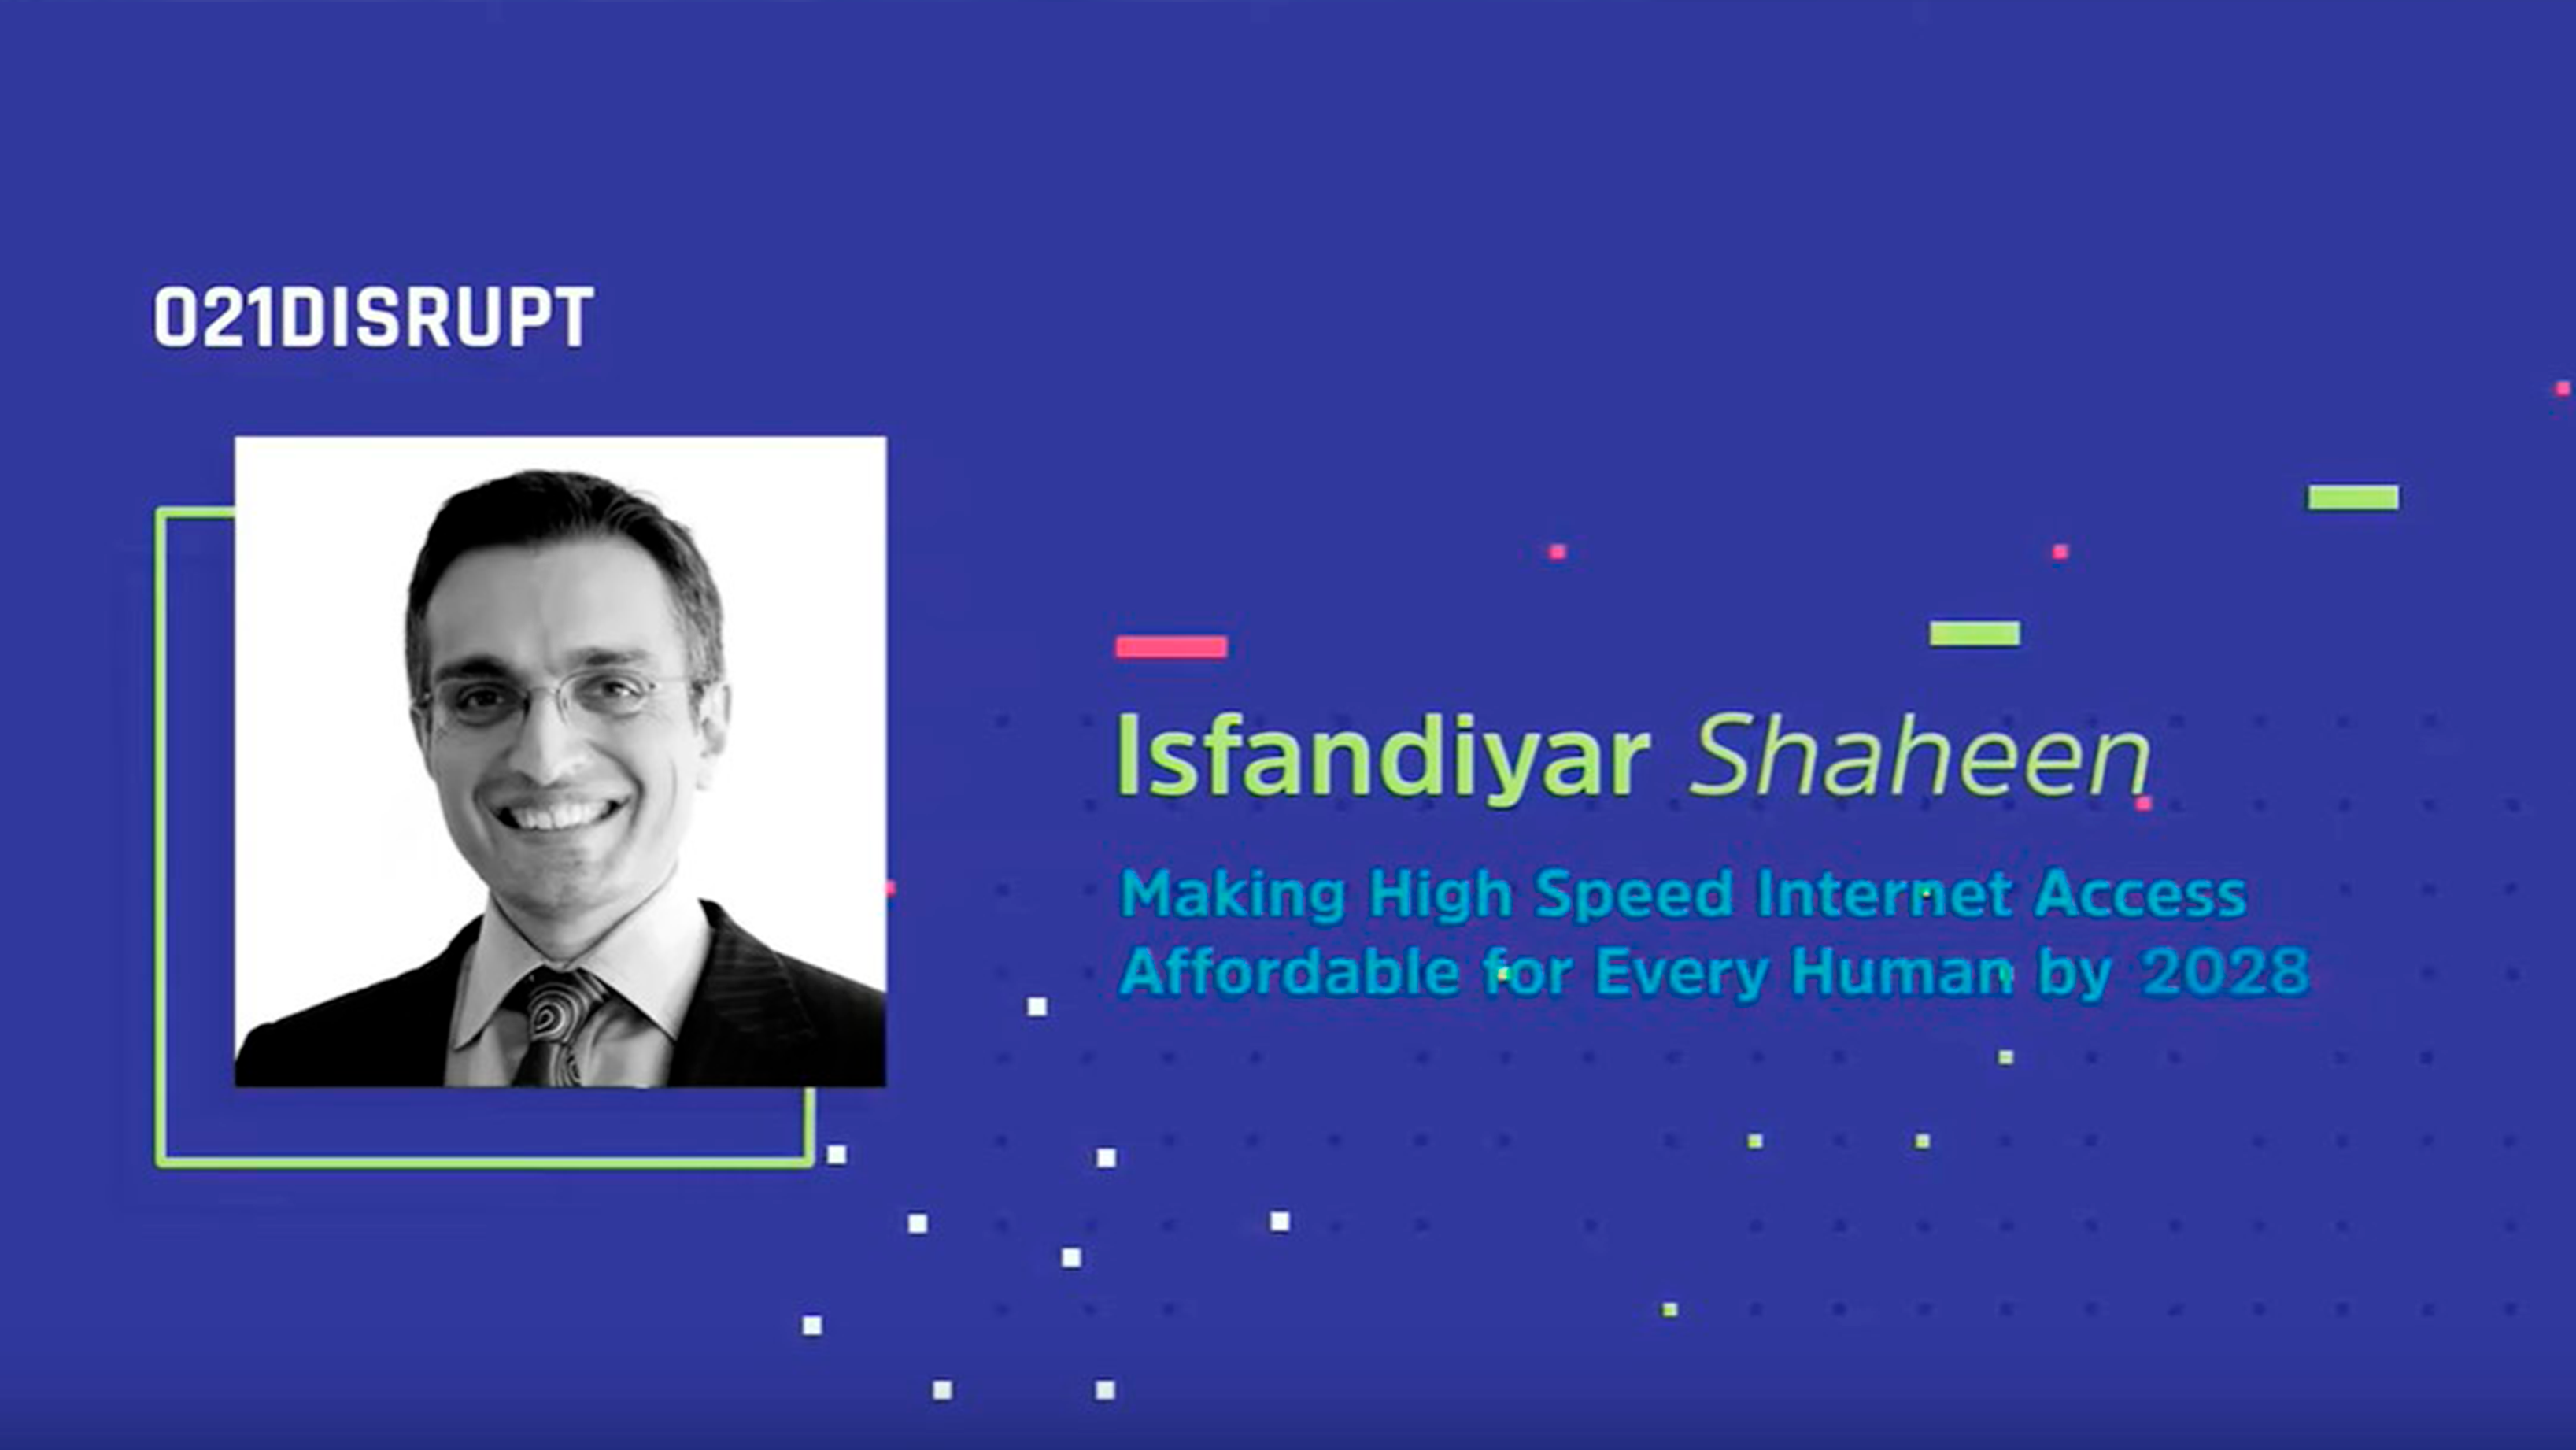 021DISRUPT
Isfandiyar Shaheen
Making High Speed Internet Access
Affordable for Every Human by 2028